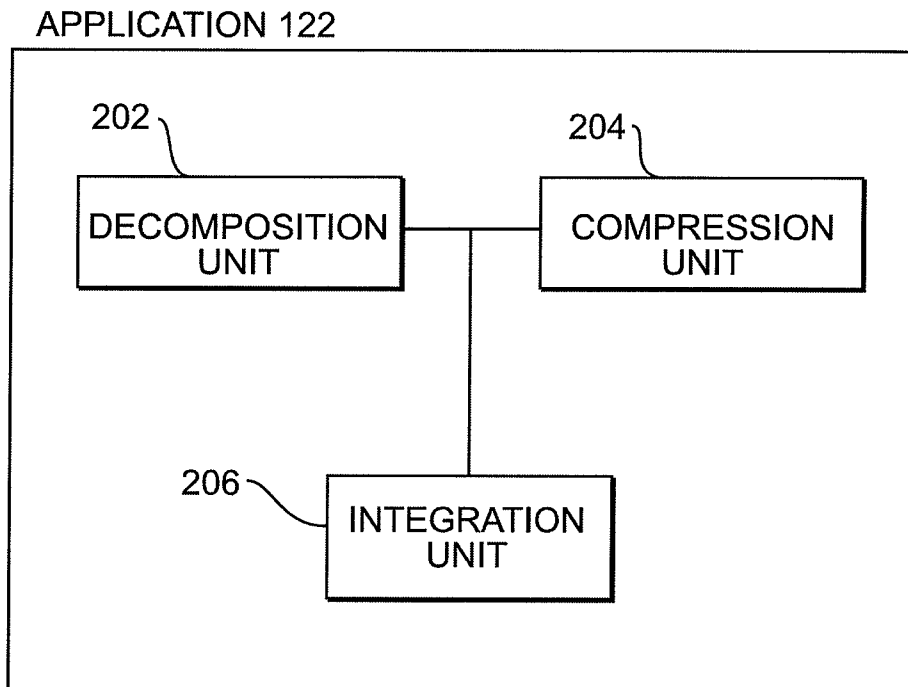 APPLICATION 122
202
204
DECOMPOSITION
UNIT
COMPRESSION
UNIT
206
INTEGRATION
UNIT